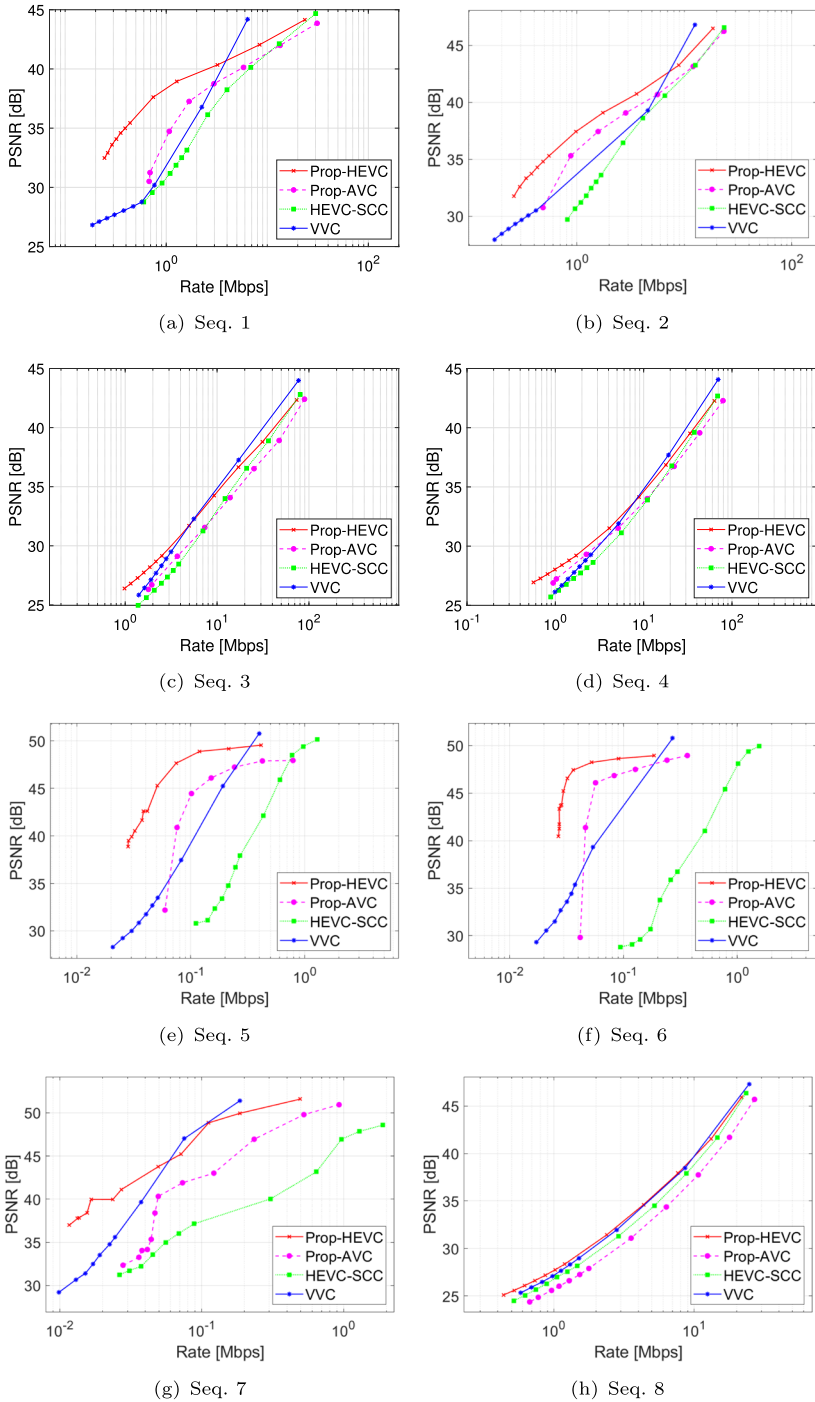 45
40
35
30
25
PSNR [dB]
10^0
10^1
10^2
Rate [Mbps]
Prop-HEVC
Prop-AVC
HEVC-SCC
VVC
(a) Seq. 1
45
40
35
30
PSNR [dB]
10^0
10^1
10^2
Rate [Mbps]
Prop-HEVC
Prop-AVC
HEVC-SCC
VVC
(b) Seq. 2
45
40
35
30
25
PSNR [dB]
10^0
10^1
10^2
Rate [Mbps]
Prop-HEVC
Prop-AVC
HEVC-SCC
VVC
(c) Seq. 3
45
40
35
30
25
PSNR [dB]
10^-1
10^0
10^1
10^2
Rate [Mbps]
Prop-HEVC
Prop-AVC
HEVC-SCC
VVC
(d) Seq. 4
50
45
40
35
30
PSNR [dB]
10^-2
10^-1
10^0
Rate [Mbps]
Prop-HEVC
Prop-AVC
HEVC-SCC
VVC
(e) Seq. 5
50
45
40
35
30
PSNR [dB]
10^-2
10^-1
10^0
Rate [Mbps]
Prop-HEVC
Prop-AVC
HEVC-SCC
VVC
(f) Seq. 6
50
45
40
35
30
PSNR [dB]
10^-2
10^-1
10^0
Rate [Mbps]
Prop-HEVC
Prop-AVC
HEVC-SCC
VVC
(g) Seq. 7
45
40
35
30
25
PSNR [dB]
10^0
10^1
Rate [Mbps]
Prop-HEVC
Prop-AVC
HEVC-SCC
VVC
(h) Seq. 8